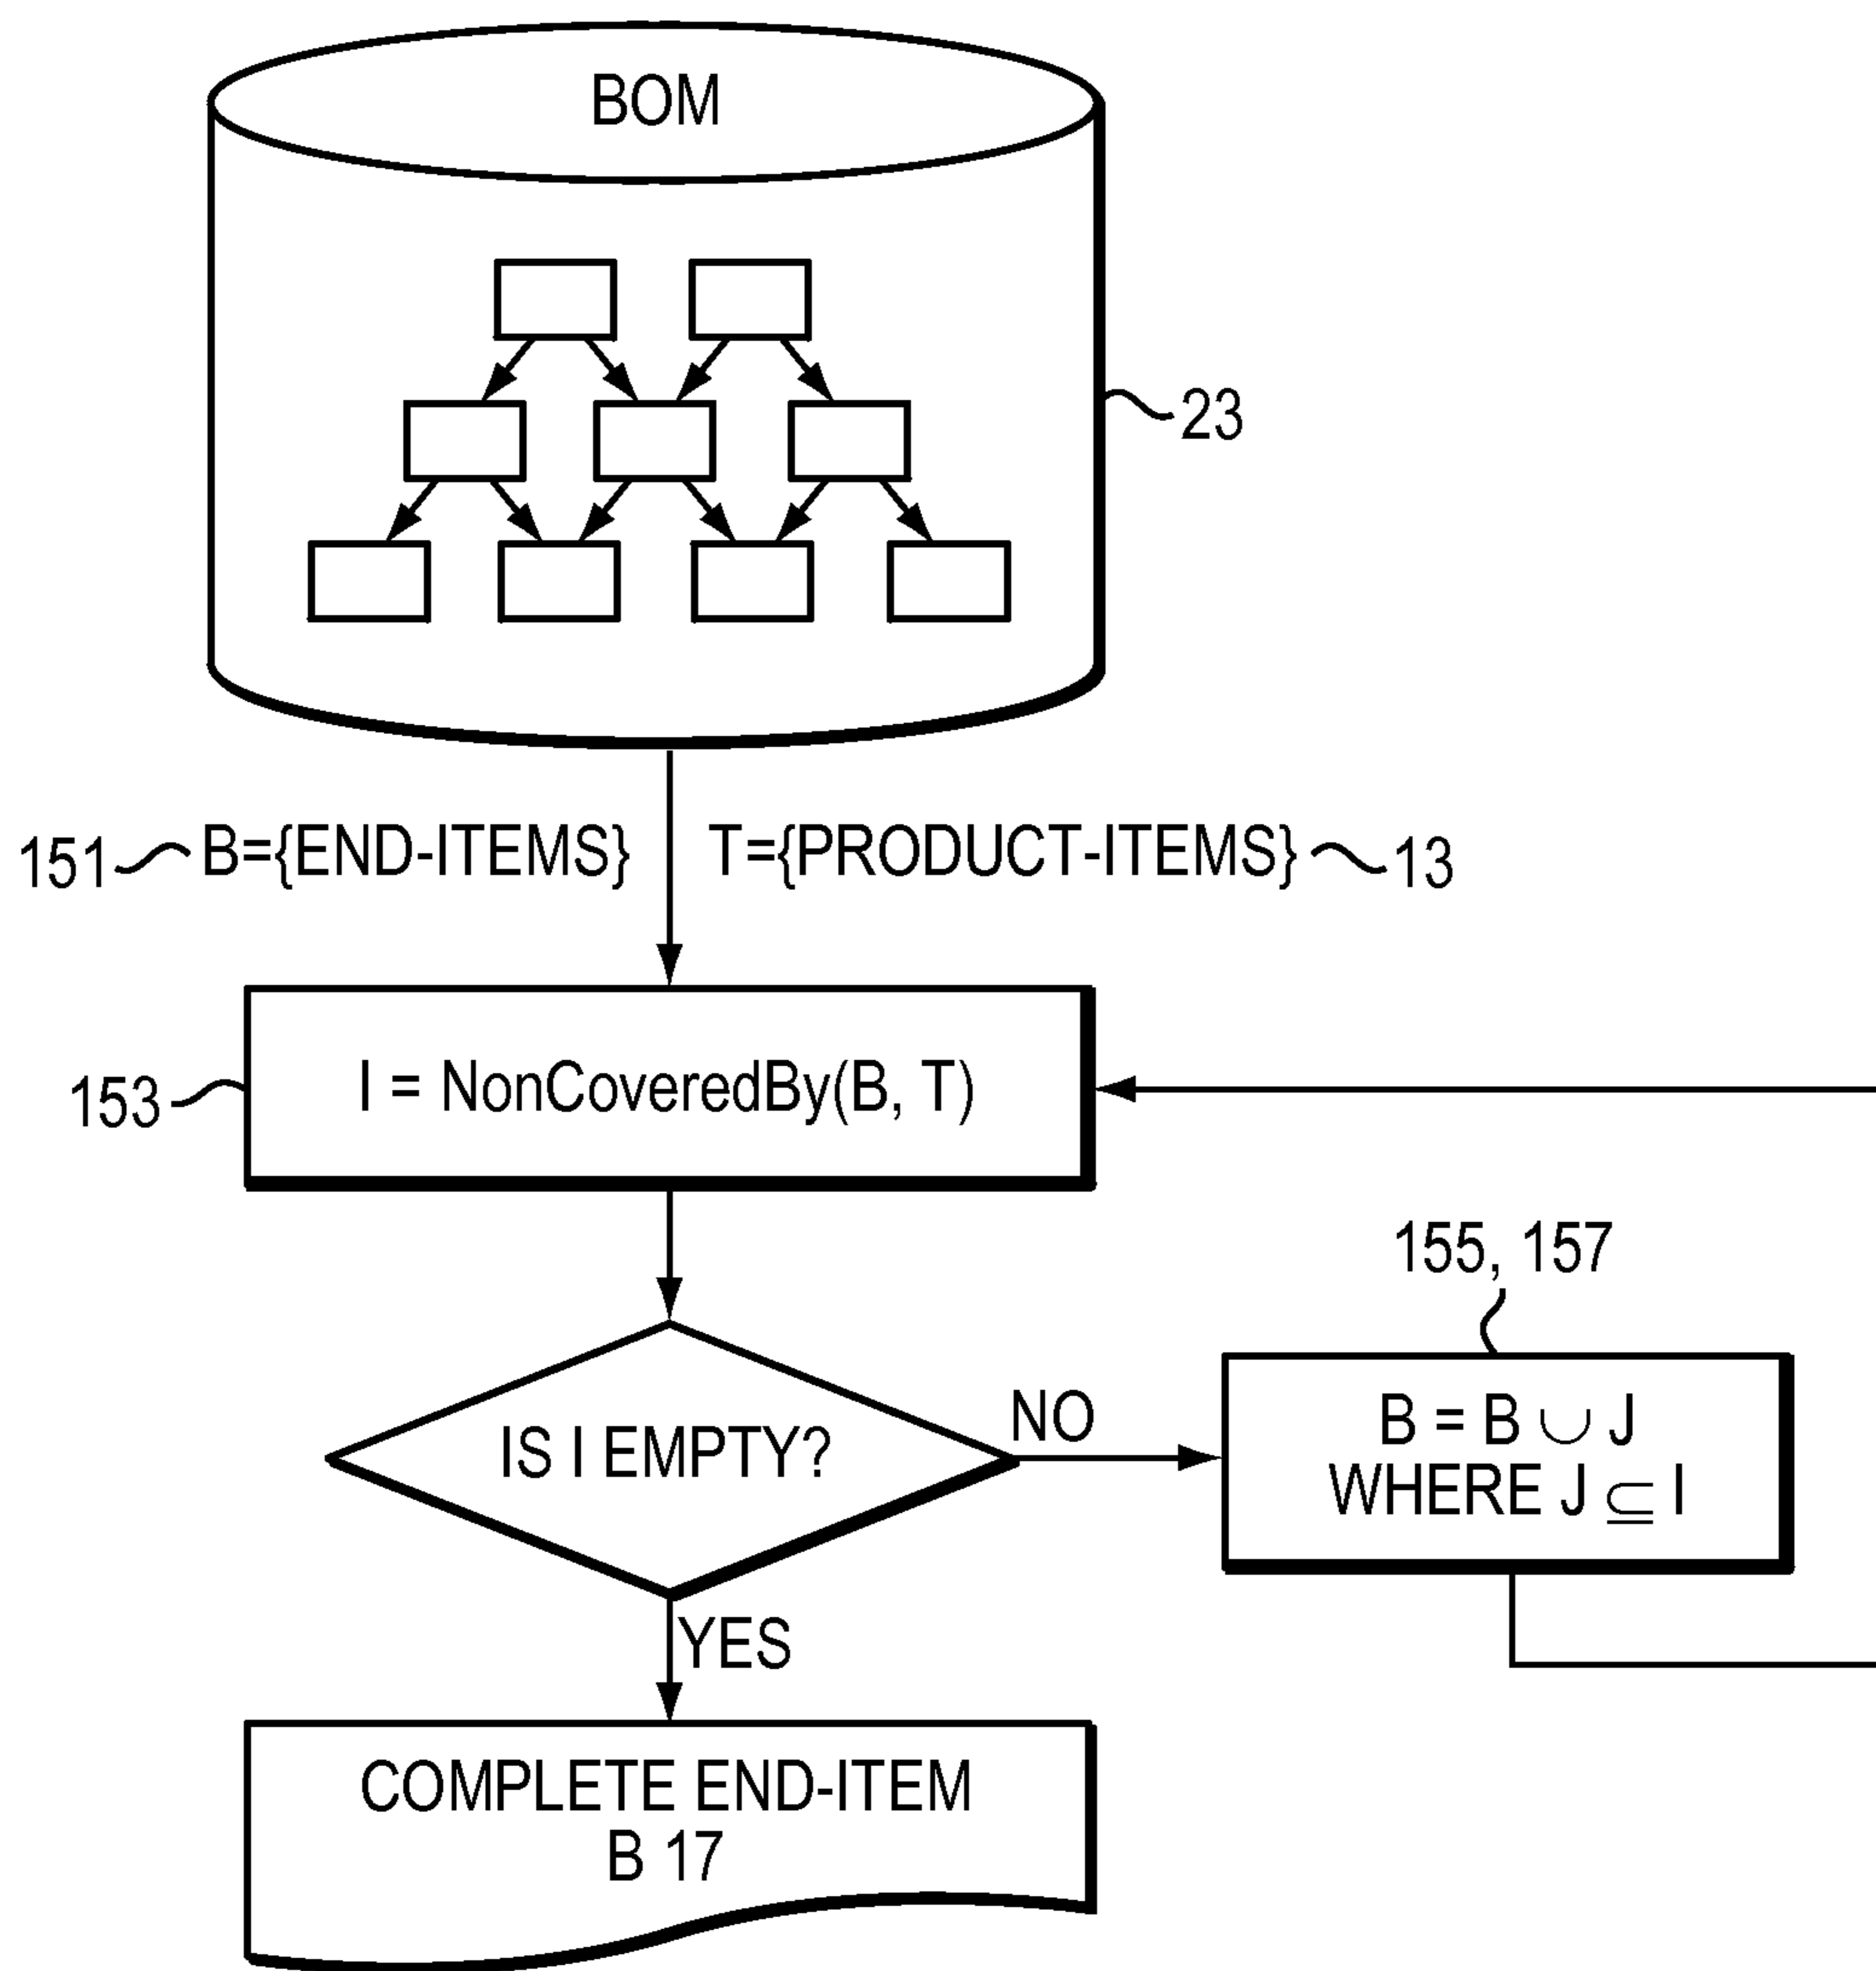 BOM
23
151 B={END-ITEMS} T={PRODUCT-ITEMS} 13
153 I = NonCoveredBy(B, T)
155, 157
IS I EMPTY?
NO
B = B ∪ J
WHERE J ⊆ I
YES
COMPLETE END-ITEM
B 17